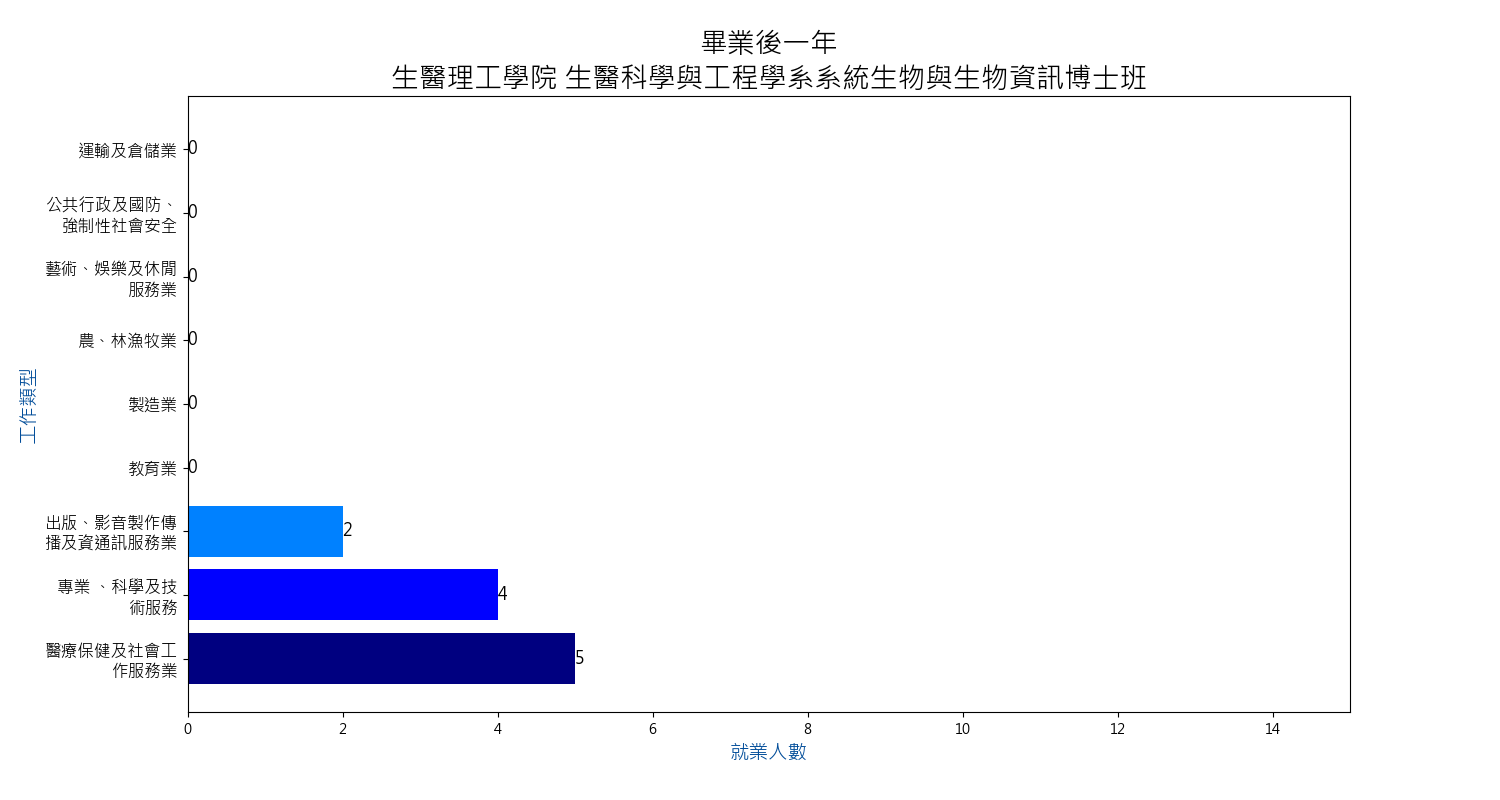 畢業後一年
生醫理工學院 生醫科學與工程學系系統生物與生物資訊博士班
運輸及倉儲業
0
公共行政及國防、
強制性社會安全
0
藝術、娛樂及休閒
服務業
0
農、林漁牧業
0
製造業
0
教育業
0
出版、影音製作傳
播及資通訊服務業
2
專業 、科學及技
術服務
4
醫療保健及社會工
作服務業
5
工作類型
0 2 4 6 8 10 12 14
就業人數